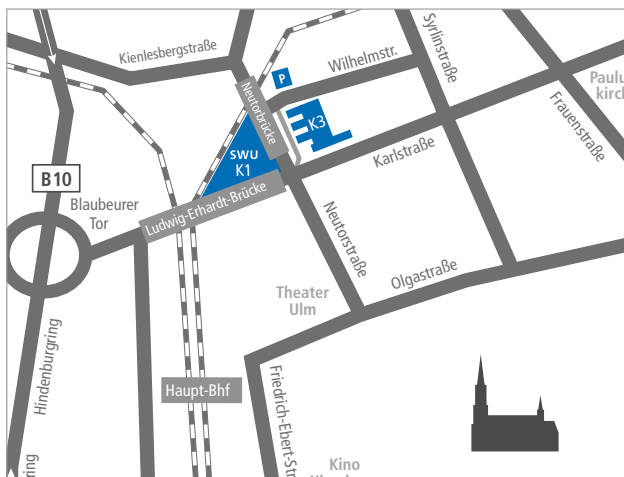 Kienlesbergstraße
Wilhelmstr.
Syrlinstraße
P
Neutorbrücke
K3
Paulu
kirch
Frauenstraße
SWU
K1
Karlstraße
B10
Blaubeurer
Tor
Ludwig-Erhardt-Brücke
Neutorstraße
Olgastraße
Theater
Ulm
Hindenburgring
Haupt-Bhf
Friedrich-Ebert-Str
Kino
ring